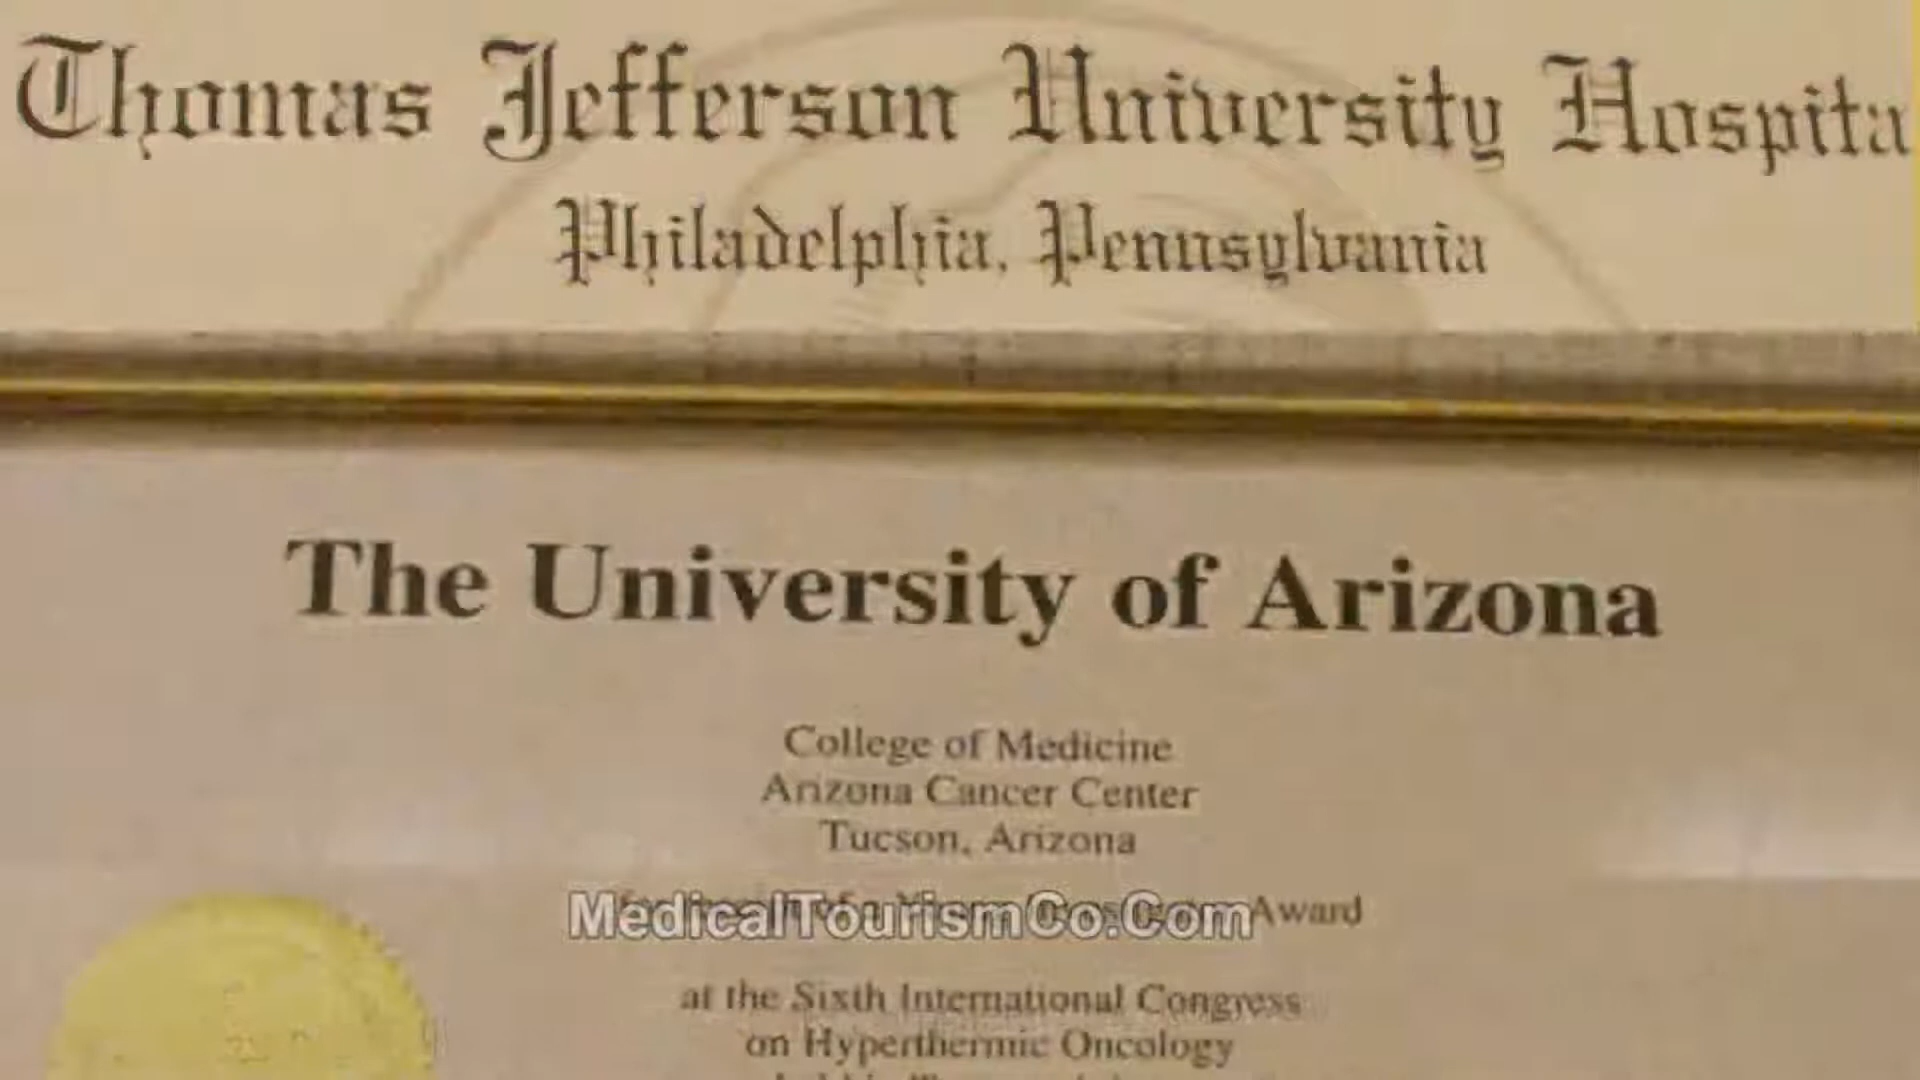 Thomas Jefferson University Hospita
Philadelphia, Pennsylvania
The University of Arizona
College of Medicine
Arizona Cancer Center
Tucson, Arizona
MedicalTourismCo.Com Award
at the Sixth International Congress
on Hyperthermic Oncology